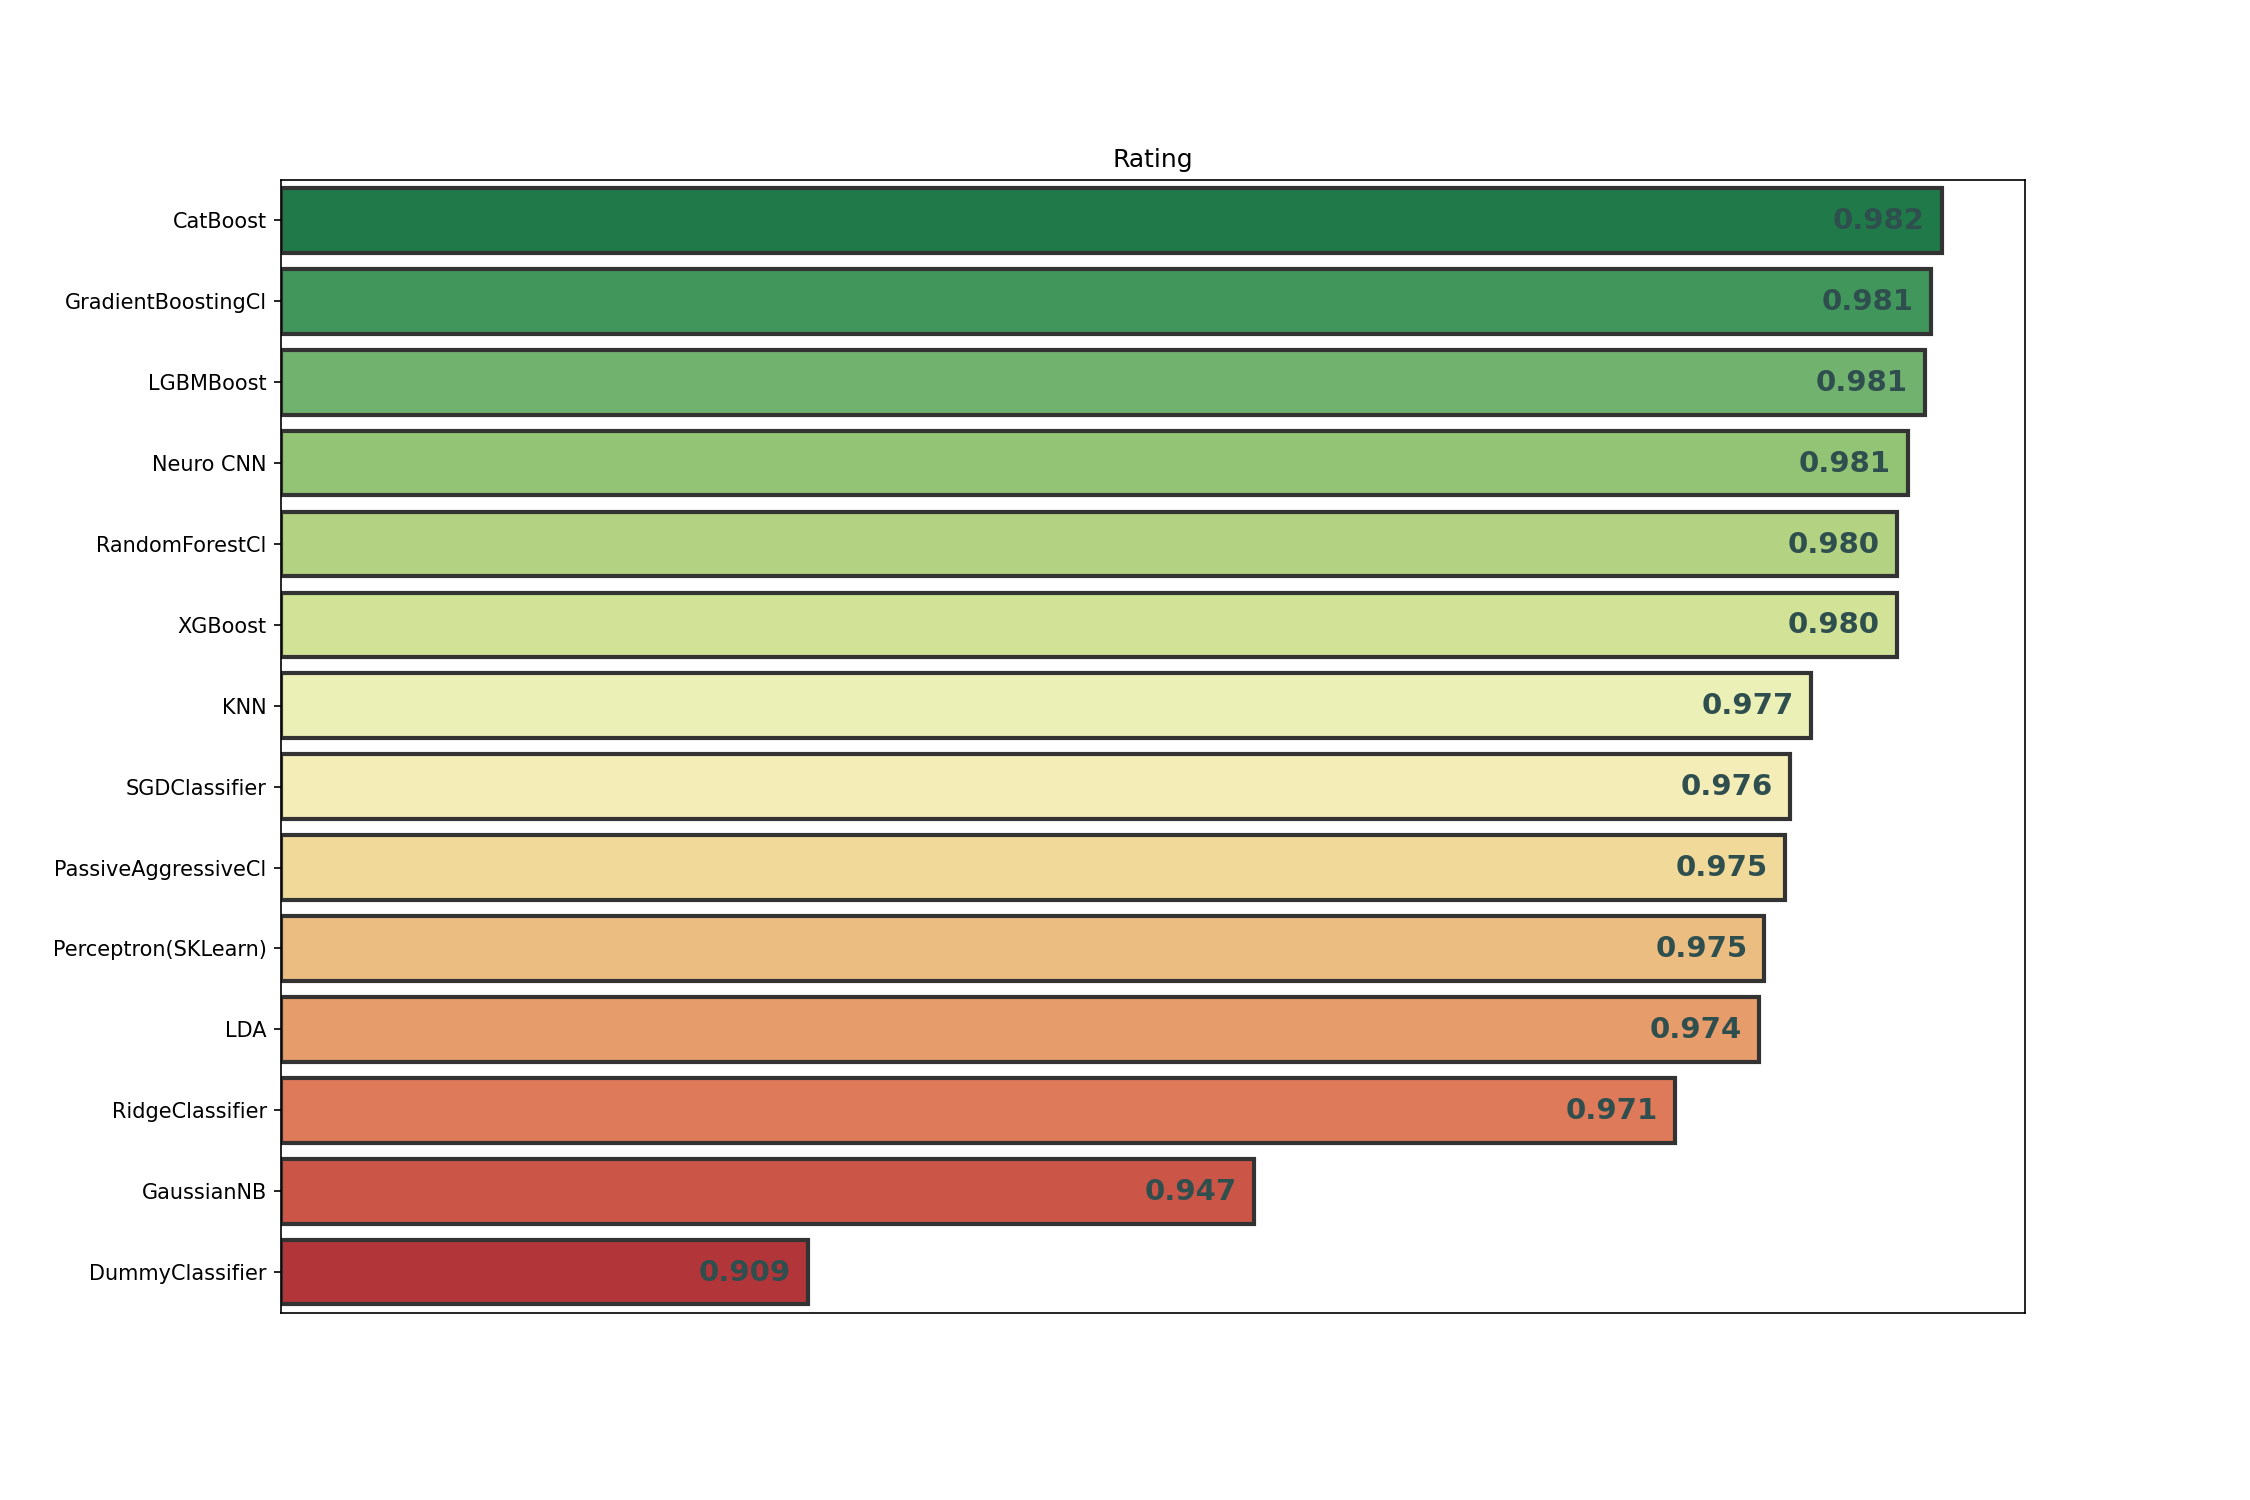 Rating
CatBoost 0.982
GradientBoostingCl 0.981
LGBMBoost 0.981
Neuro CNN 0.981
RandomForestCl 0.980
XGBoost 0.980
KNN 0.977
SGDClassifier 0.976
PassiveAggressiveCl 0.975
Perceptron(SKLearn) 0.975
LDA 0.974
RidgeClassifier 0.971
GaussianNB 0.947
DummyClassifier 0.909